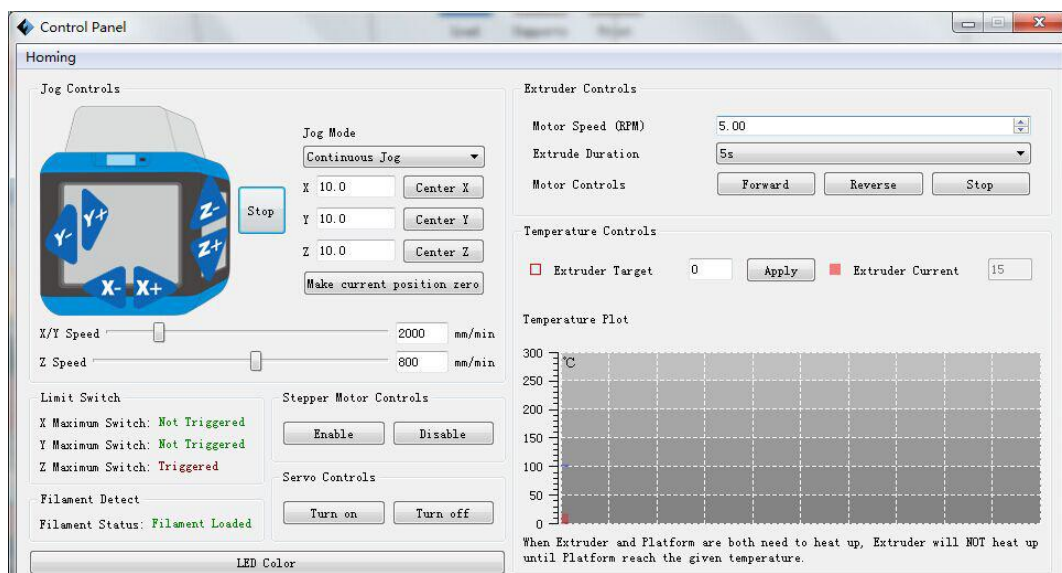 Control Panel
Homing
Jog Controls
Jog Mode
Continuous Jog
X 10.0 Center X
Y 10.0 Center Y
Z 10.0 Center Z
Make current position zero
Stop
Y- Y+
Z-
Z+
X- X+
X/Y Speed 2000 mm/min
Z Speed 800 mm/min
Limit Switch
X Maximum Switch: Not Triggered
Y Maximum Switch: Not Triggered
Z Maximum Switch: Triggered
Filament Detect
Filament Status: Filament Loaded
Stepper Motor Controls
Enable Disable
Servo Controls
Turn on Turn off
LED Color
Extruder Controls
Motor Speed (RPM) 5.00
Extrude Duration 5s
Motor Controls Forward Reverse Stop
Temperature Controls
Extruder Target 0 Apply Extruder Current 15
Temperature Plot
300 °C
250
200
150
100
50
0
When Extruder and Platform are both need to heat up, Extruder will NOT heat up
until Platform reach the given temperature.